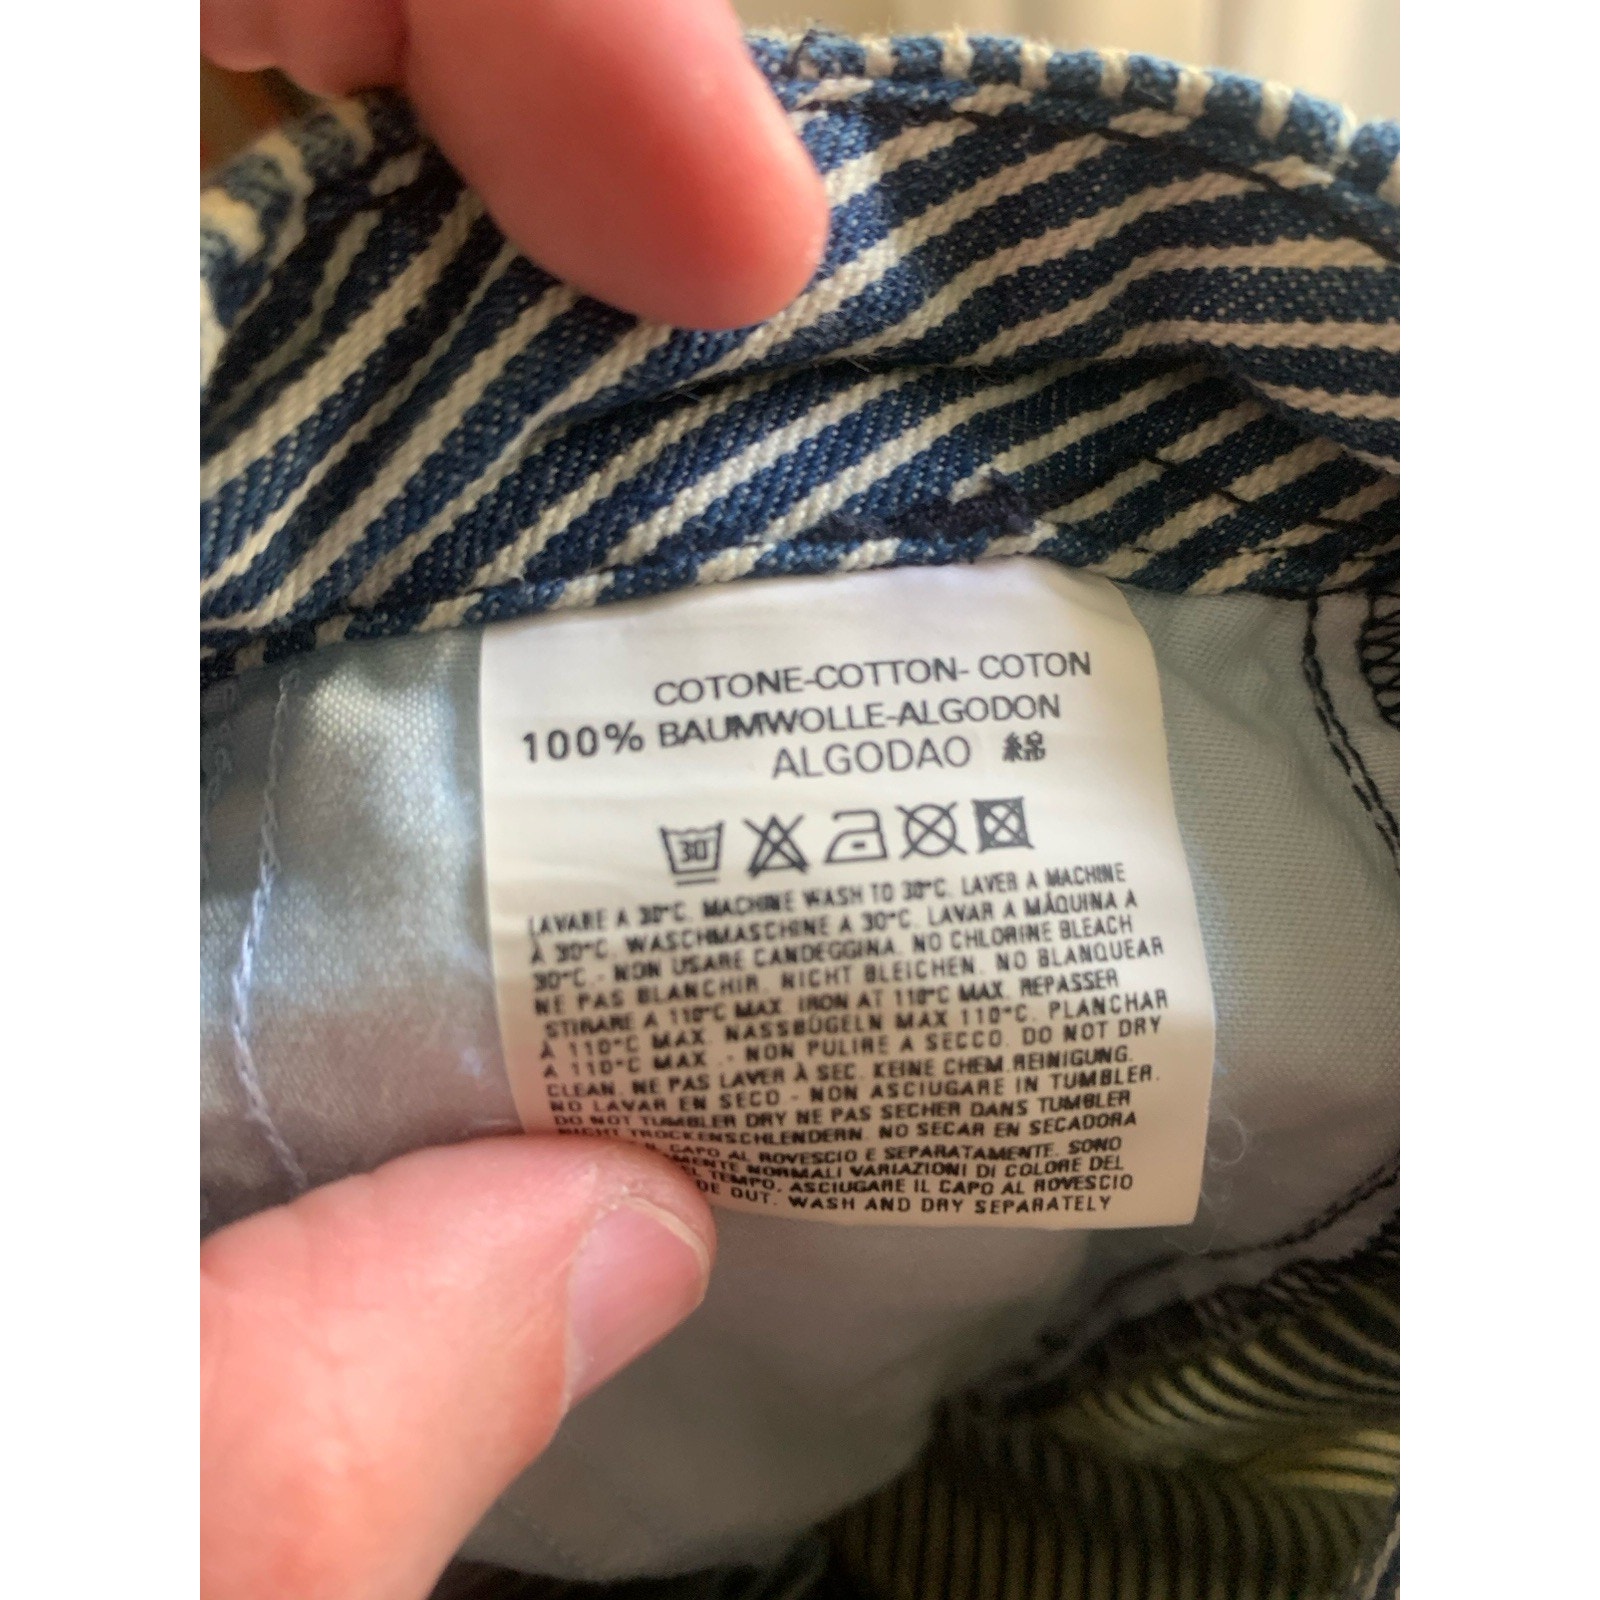 COTONE-COTTON- COTON
100% BAUMWOLLE-ALGODON
ALGODAO 綿
30
LAVARE A 30°C. MACHINE WASH TO 30°C. LAVER A MACHINE
À 30°C. WASCHMASCHINE A 30°C. LAVAR A MÁQUINA A
30°C.- NON USARE CANDEGGINA. NO CHLORINE BLEACH
NE PAS BLANCHIR. NICHT BLEICHEN. NO BLANQUEAR
STIRARE A 110°C MAX. IRON AT 110°C MAX. REPASSER
À 110°C MAX. NASSBÜGELN MAX 110°C. PLANCHAR
A 110°C MAX .- NON PULIRE A SECCO. DO NOT DRY
CLEAN. NE PAS LAVER À SEC. KEINE CHEM.REINIGUNG.
NO LAVAR EN SECO - NON ASCIUGARE IN TUMBLER.
DO NOT TUMBLER DRY NE PAS SECHER DANS TUMBLER
NICHT TROCKENSCHLENDERN. NO SECAR EN SECADORA
CAPO AL ROVESCIO E SEPARATAMENTE. SONO
NORMALI VARIAZIONI DI COLORE DEL
TEMPO, ASCIUGARE IL CAPO AL ROVESCIO
OUT. WASH AND DRY SEPARATELY